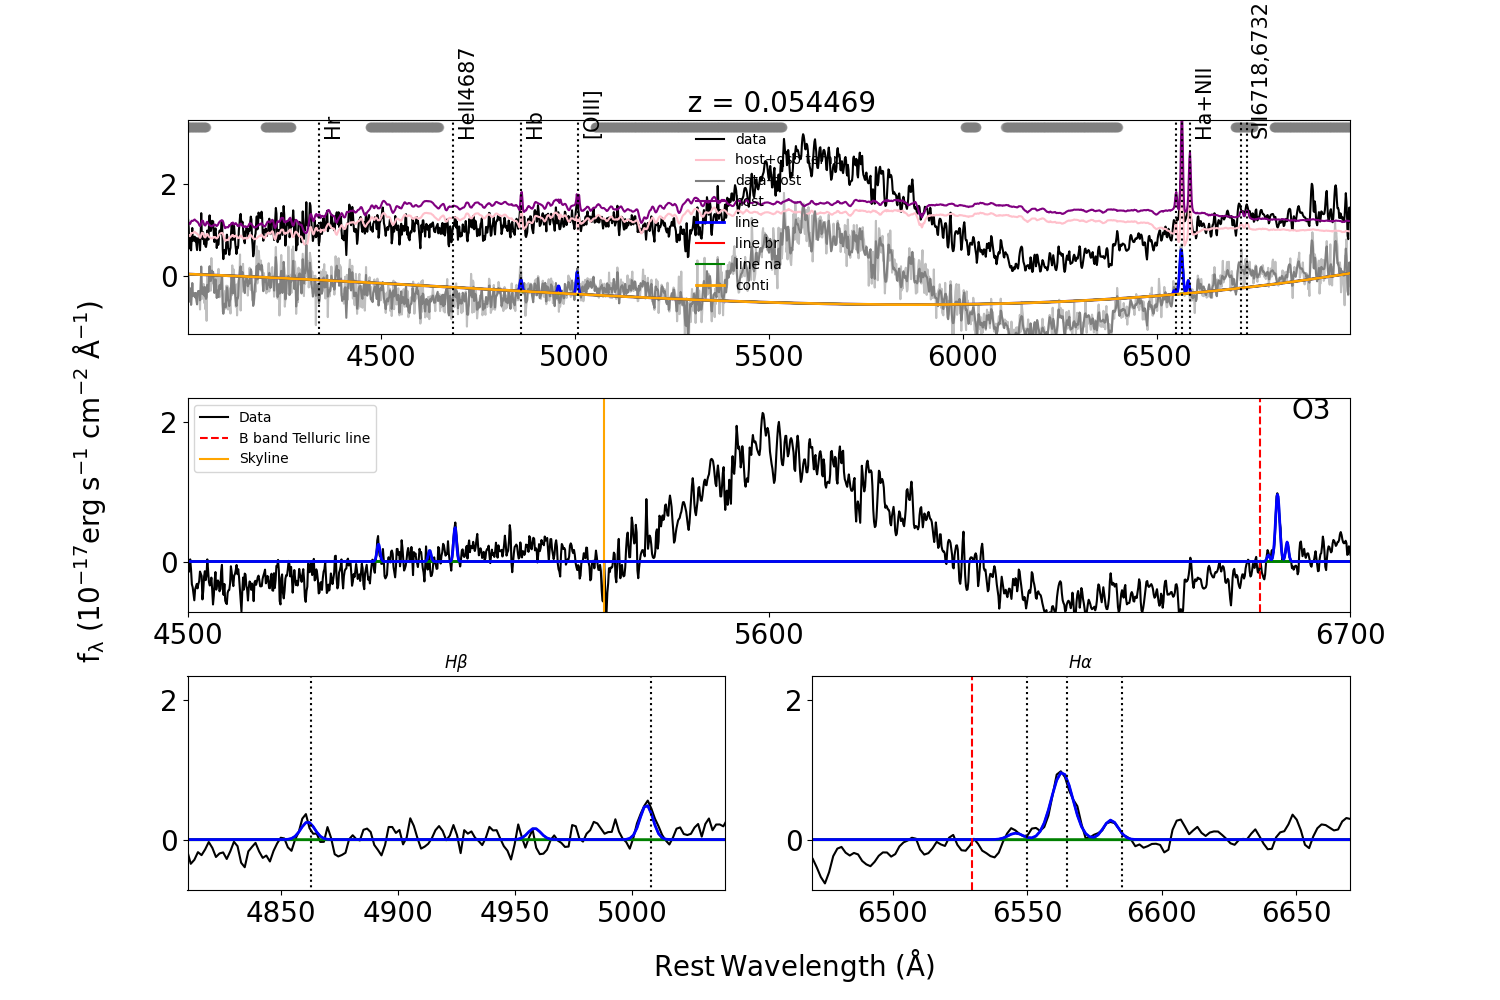 z = 0.054469
Hr
HeII4687
Hb
[OIII]
Ha+NII
SII6718,6732
data
data-host
line
line br
line na
conti
2
0
4500 5000 5500 6000 6500
Data
B band Telluric line
Skyline
O3
2
0
4500 5600 6700
fλ (10−17erg s−1 cm−2 Å−1)
Hβ
2
0
4850 4900 4950 5000
Hα
2
0
6500 6550 6600 6650
Rest Wavelength (Å)